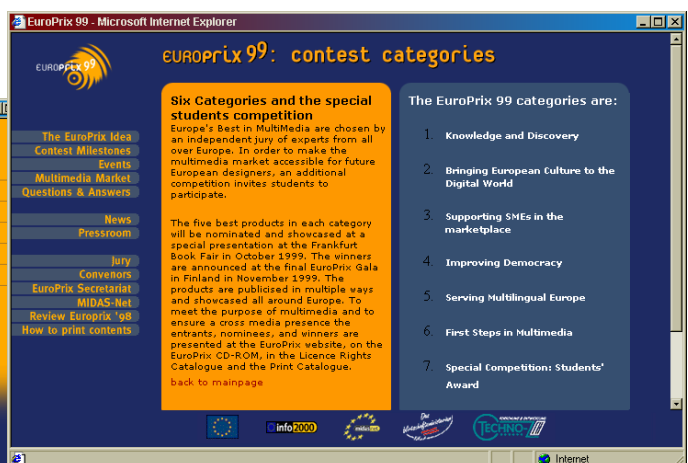 EuroPrix 99 - Microsoft Internet Explorer
EUROPRIX 99
EUROPRIX 99: contest categories
The EuroPrix Idea
Contest Milestones
Events
Multimedia Market
Questions & Answers
News
Pressroom
Jury
Convenors
EuroPrix Secretariat
MIDAS-Net
Review Europrix '98
How to print contents
Six Categories and the special
students competition
Europe's Best in MultiMedia are chosen by
an independent jury of experts from all
over Europe. In order to make the
multimedia market accessible for future
European designers, an additional
competition invites students to
participate.
The five best products in each category
will be nominated and showcased at a
special presentation at the Frankfurt
Book Fair in October 1999. The winners
are announced at the final EuroPrix Gala
in Finland in November 1999. The
products are publicised in multiple ways
and showcased all around Europe. To
meet the purpose of multimedia and to
ensure a cross media presence the
entrants, nominees, and winners are
presented at the EuroPrix website, on the
EuroPrix CD-ROM, in the Licence Rights
Catalogue and the Print Catalogue.
back to mainpage
The EuroPrix 99 categories are:
1. Knowledge and Discovery
2. Bringing European Culture to the
Digital World
3. Supporting SMEs in the
marketplace
4. Improving Democracy
5. Serving Multilingual Europe
6. First Steps in Multimedia
7. Special Competition: Students'
Award
info2000
TECHNO-Z
Internet